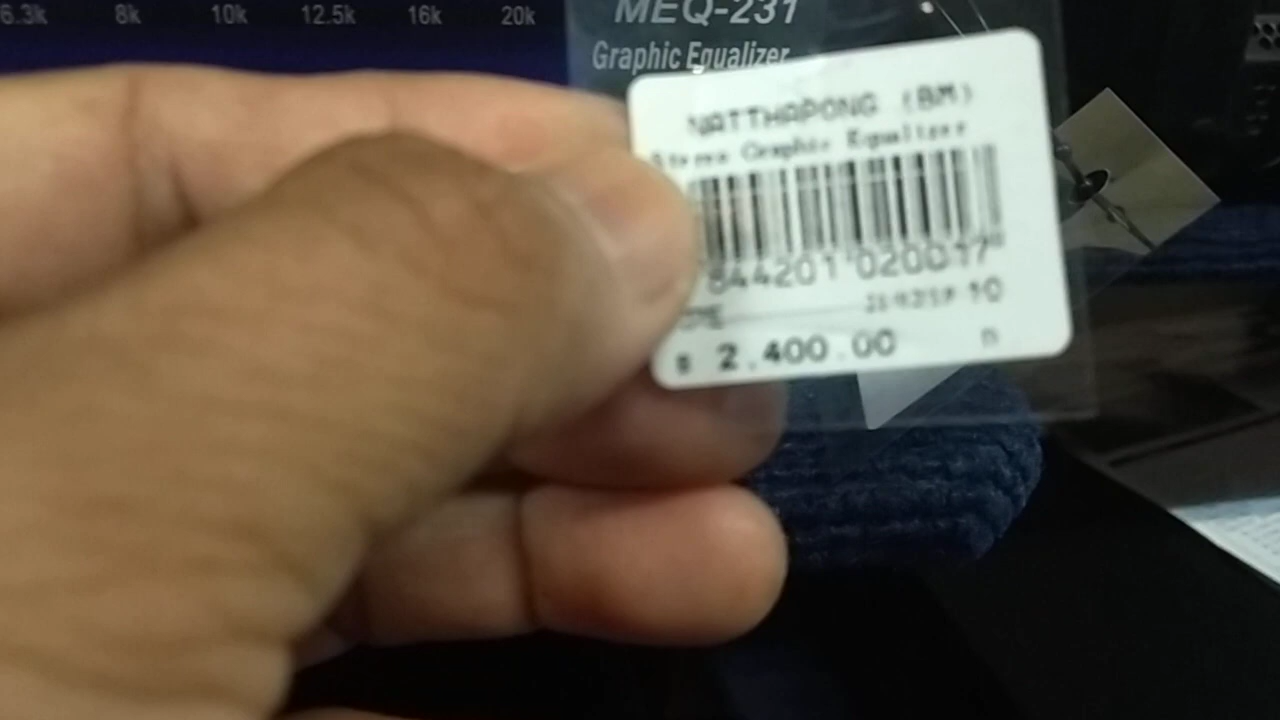 6.3k 8k 10k 12.5k 16k 20k
MEQ-231
Graphic Equalizer
NATTHAPONG (BM)
Stereo Graphic Equalizer
844201 020017
2,400.00